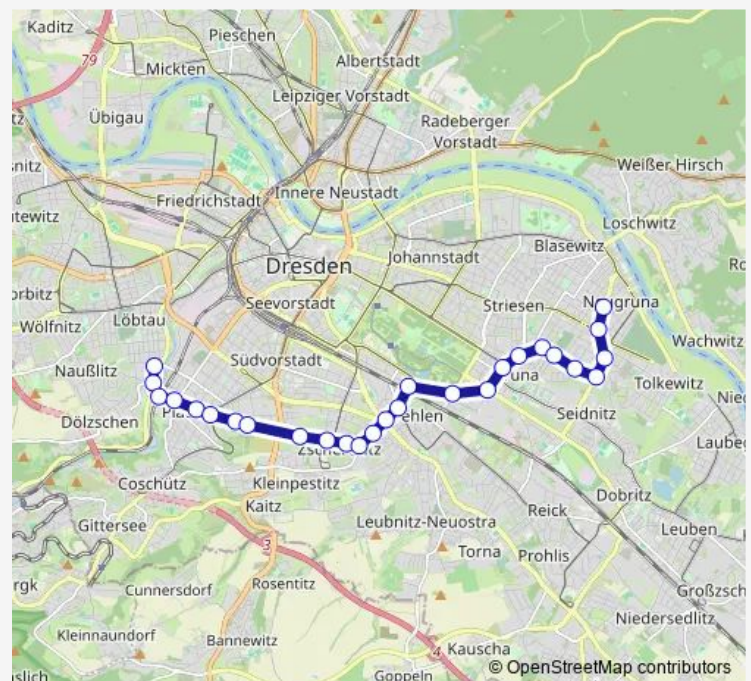 Kaditz
Pieschen
79
Mickten
Albertstadt
Leipziger Vorstadt
Übigau
Radeberger
Vorstadt
Weißer Hirsch
Friedrichstadt
Innere Neustadt
Loschwitz
Blasewitz
Johannstadt
Dresden
Seevorstadt
Striesen
Löbtau
Wölfnitz
Wachwitz
Südvorstadt
Naußlitz
Tolkewitz
Seidnitz
Dölzschen
Coschütz
Kleinpestitz
Kaitz
Dobritz
Gittersee
Reick
Leubnitz-Neuostra
Leuben
3
Torna
Prohlis
Cunnersdorf
Rosentitz
Niedersedlitz
Kleinnaundorf
Bannewitz
4
Kauscha
© OpenStreetMap contributors
Goppeln